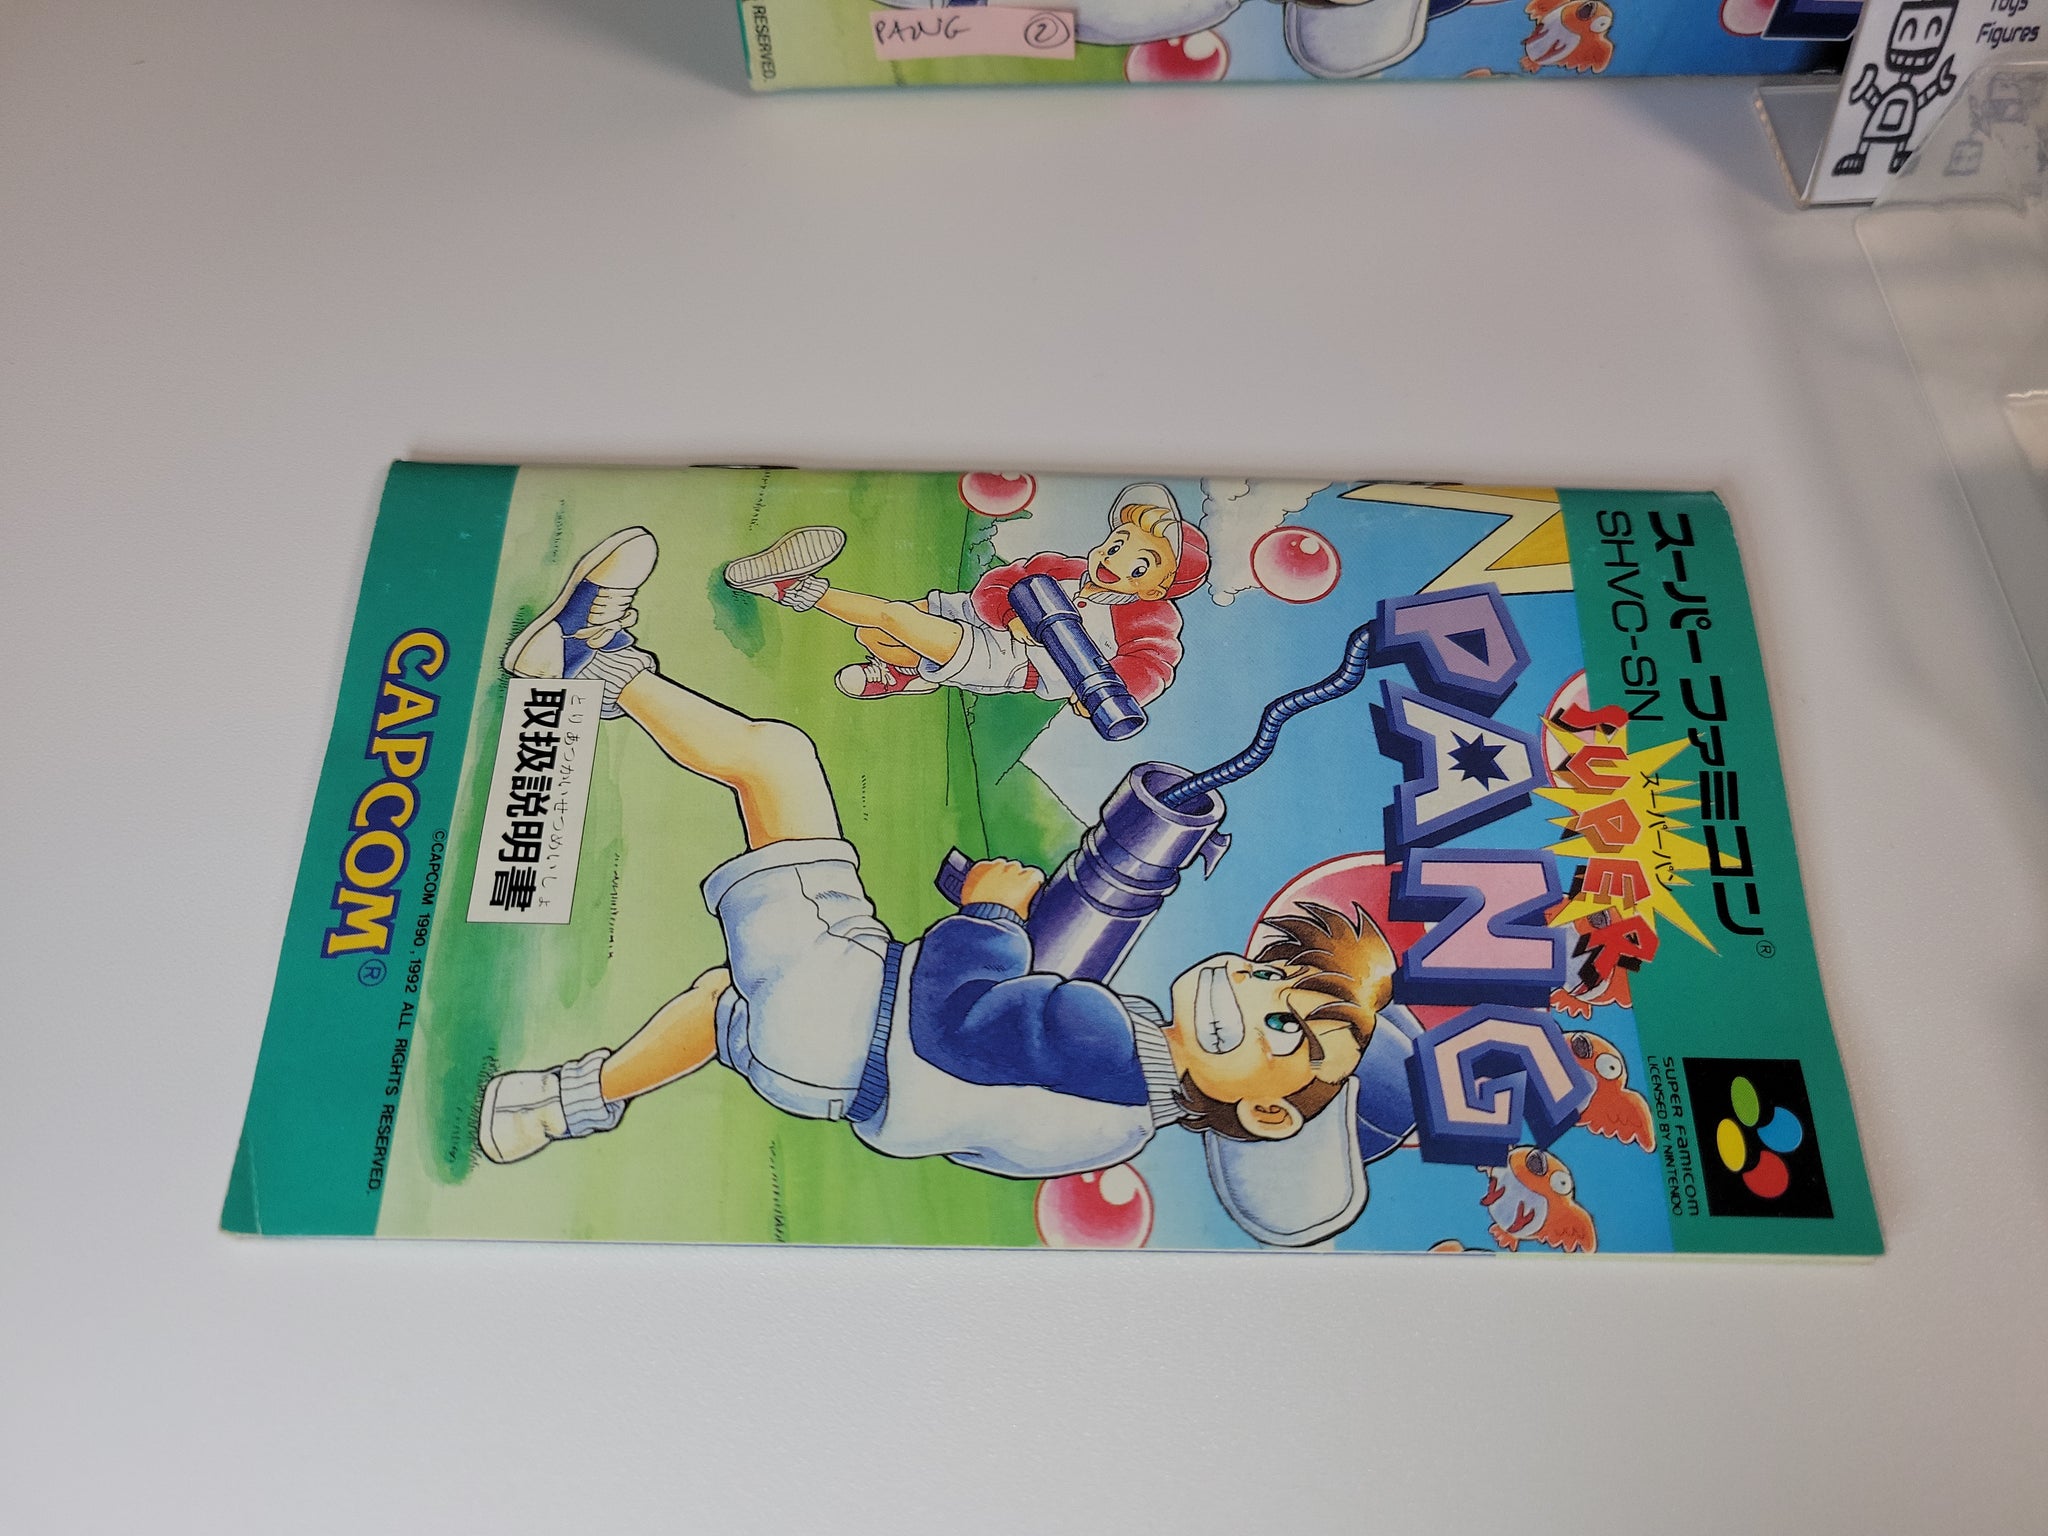 RESERVED.
PAZNG
2
Toys
Figures
スーパーファミコン®
SHVC-SN
SUPER FAMICOM
LICENSED BY NINTENDO
SUPER
スーパーパン
PANG
とりあつかいせつめいしょ
取扱説明書
©CAPCOM 1990,1992 ALL RIGHTS RESERVED.
CAPCOM®